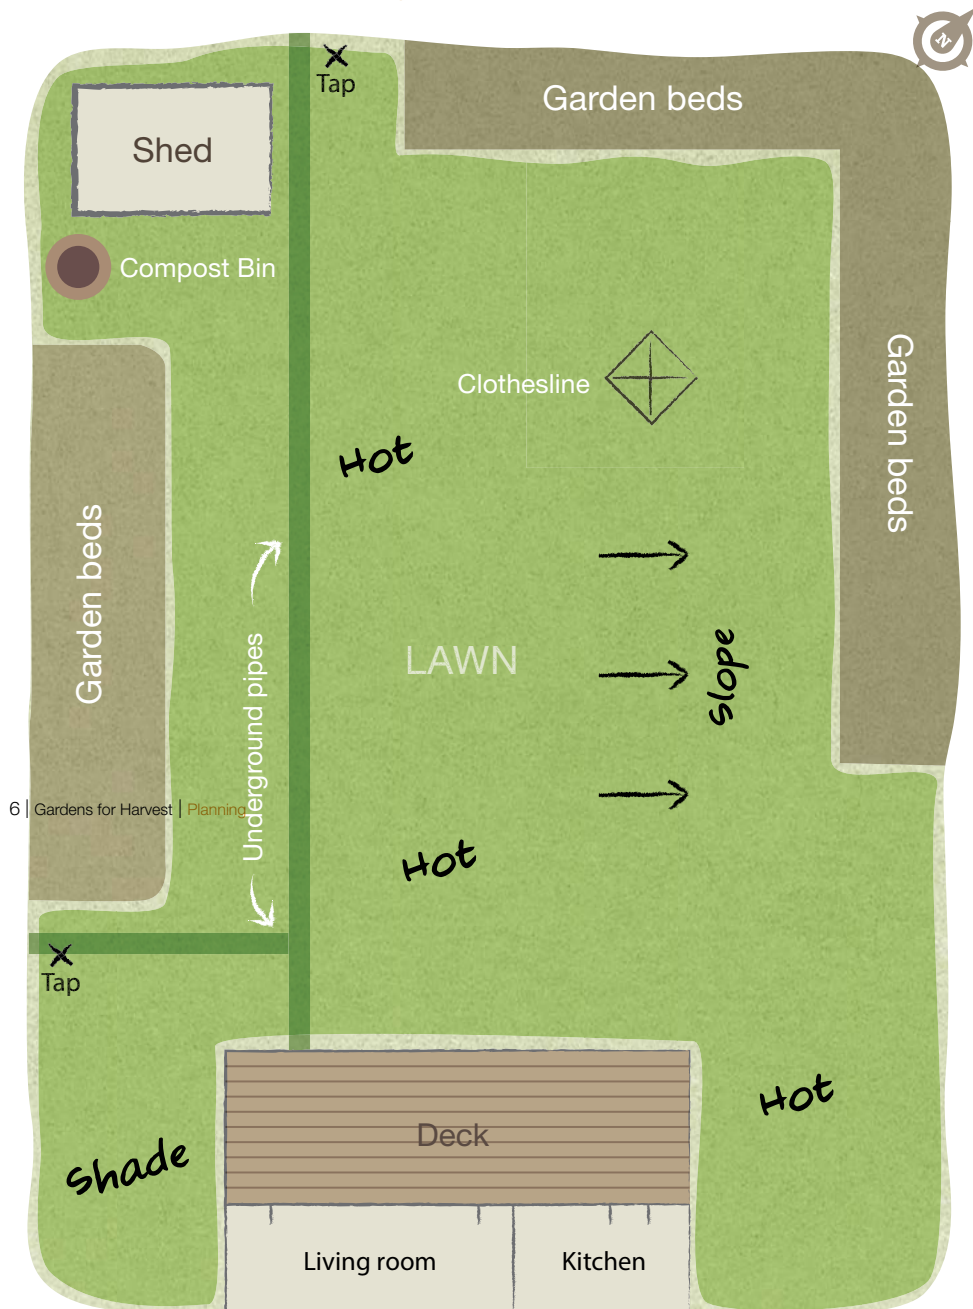 N
Tap
Garden beds
Shed
Compost Bin
Clothesline
Garden beds
Hot
Garden beds
Underground pipes
LAWN
Slope
6 | Gardens for Harvest | Planning
Hot
Tap
Hot
Deck
Shade
Living room
Kitchen